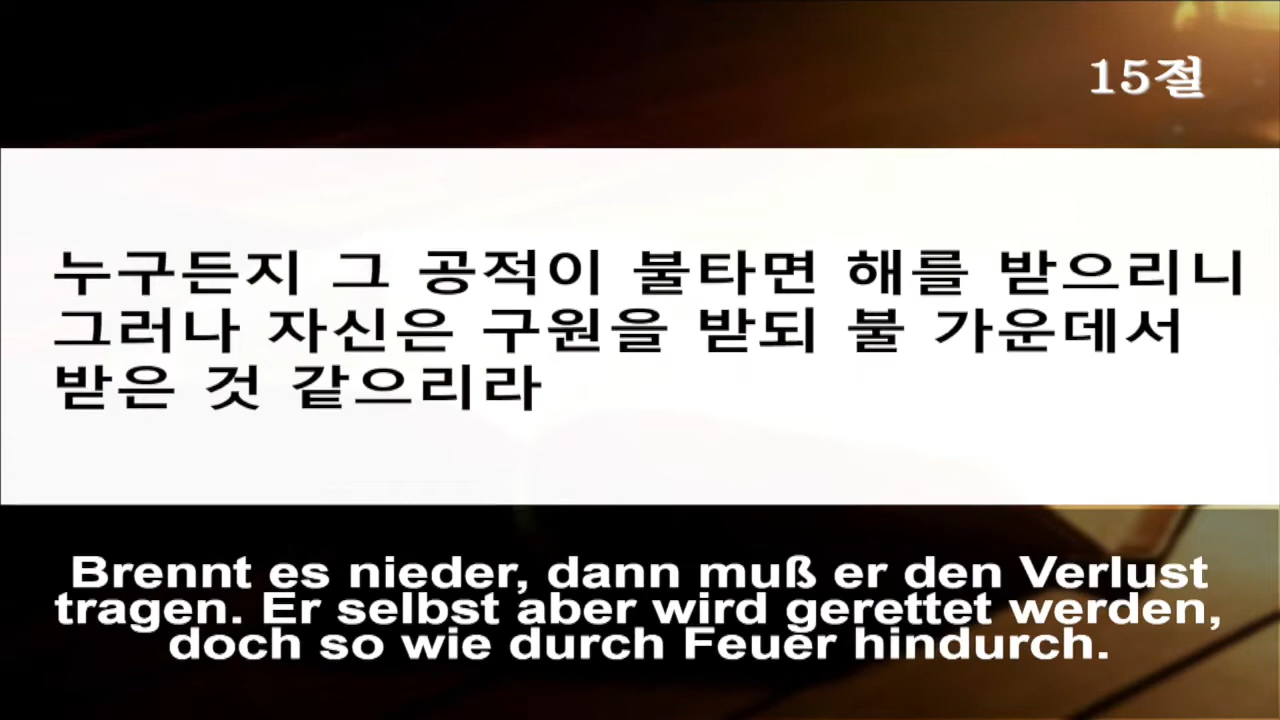 15절
누구든지 그 공적이 불타면 해를 받으리니
그러나 자신은 구원을 받되 불 가운데서
받은 것 같으리라
Brennt es nieder, dann muß er den Verlust
tragen. Er selbst aber wird gerettet werden,
doch so wie durch Feuer hindurch.